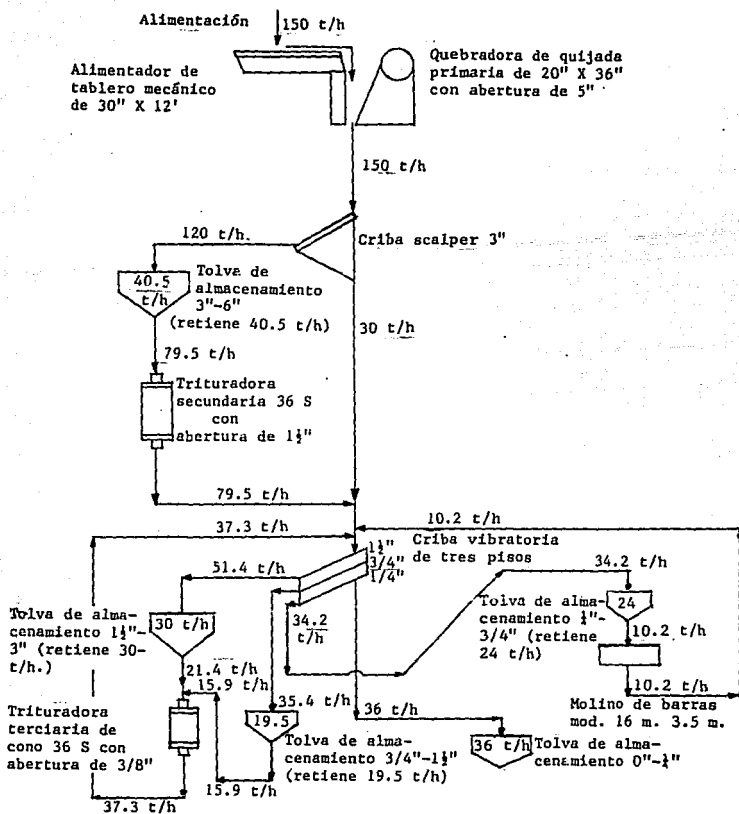 Alimentación
150 t/h
Alimentador de
tablero mecánico
de 30" X 12'
Quebradora de quijada
primaria de 20" X 36"
con abertura de 5"
150 t/h
120 t/h.
Criba scalper 3"
40.5
t/h
Tolva de
almacenamiento
3"-6"
(retiene 40.5 t/h)
30 t/h
79.5 t/h
Trituradora
secundaria 36 S
con
abertura de 1½"
79.5 t/h
37.3 t/h
10.2 t/h
Criba vibratoria
de tres pisos
1½"
3/4"
1/4"
51.4 t/h
34.2 t/h
34.2
t/h
Tolva de alma-
cenamiento 1½"-
3" (retiene 30-
t/h.)
30 t/h
Tolva de alma-
cenamiento ¼"-
3/4" (retiene
24 t/h)
24
10.2 t/h
21.4 t/h
15.9 t/h
35.4 t/h
36 t/h
10.2 t/h
Molino de barras
mod. 16 m. 3.5 m.
Trituradora
terciaria de
cono 36 S con
abertura de 3/8"
19.5
Tolva de alma-
cenamiento 3/4"-1½"
(retiene 19.5 t/h)
36 t/h
Tolva de alma-
cenamiento 0"-¼"
15.9 t/h
37.3 t/h